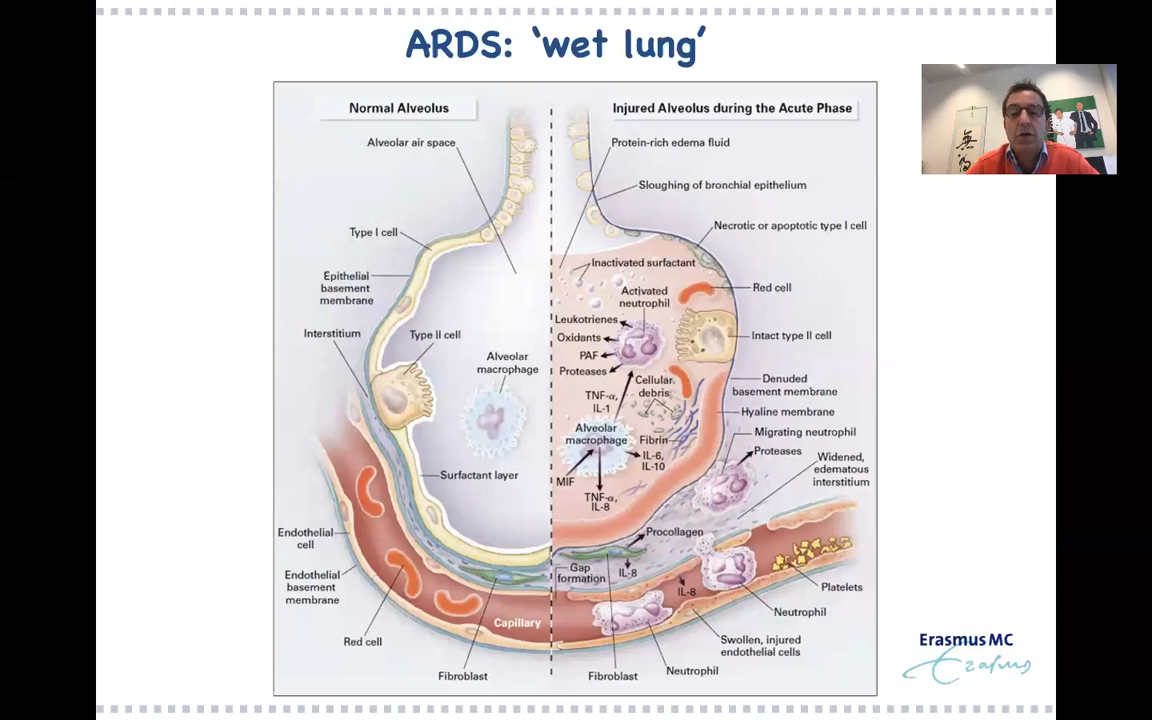 ARDS: ‘wet lung’
Normal Alveolus
Injured Alveolus during the Acute Phase
Alveolar air space
Protein-rich edema fluid
Sloughing of bronchial epithelium
Type I cell
Necrotic or apoptotic type I cell
Inactivated surfactant
Epithelial
basement
membrane
Activated
neutrophil
Red cell
Leukotrienes
Interstitium
Type II cell
Oxidants
Intact type II cell
PAF
Alveolar
macrophage
Proteases
Cellular
debris
Denuded
basement membrane
TNF-α,
IL-1
Hyaline membrane
Alveolar
macrophage
Fibrin
Migrating neutrophil
Proteases
IL-6,
IL-10
Widened,
edematous
interstitium
Surfactant layer
MIF
TNF-α,
IL-8
Endothelial
cell
Procollagen
Gap
formation
IL-8
IL-8
Endothelial
basement
membrane
Platelets
Capillary
Neutrophil
Red cell
Swollen, injured
endothelial cells
Fibroblast
Fibroblast
Neutrophil
Erasmus MC
Erasmus
無